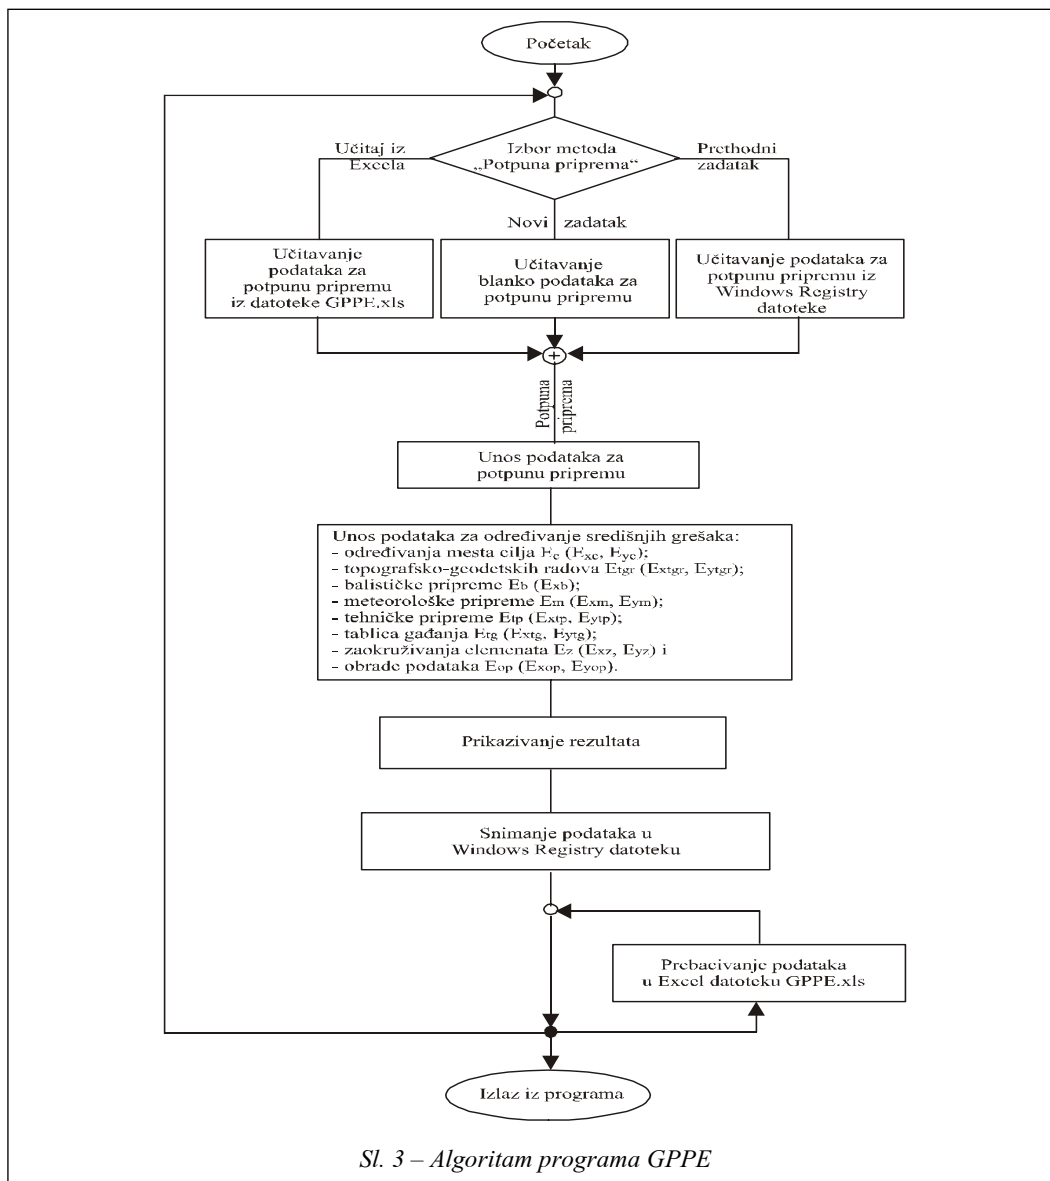 Početak
Izbor metoda
„Potpuna priprema“
Učitaj iz
Excela
Prethodni
zadatak
Novi zadatak
Učitavanje
podataka za
potpunu pripremu
iz datoteke GPPE.xls
Učitavanje
blanko podataka za
potpunu pripremu
Učitavanje podataka za
potpunu pripremu iz
Windows Registry
datoteke
+
Potpuna
priprema
Unos podataka za
potpunu pripremu
Unos podataka za određivanje središnjih grešaka:
- određivanja mesta cilja Ec (Exc, Eyc);
- topografsko-geodetskih radova Etgr (Extgr, Eytgr);
- balističke pripreme Eb (Exb);
- meteorološke pripreme Em (Exm, Eym);
- tehničke pripreme Etp (Extp, Eytp);
- tablica gađanja Etg (Extg, Eytg);
- zaokruživanja elemenata Ez (Exz, Eyz) i
- obrade podataka Eop (Exop, Eyop).
Prikazivanje rezultata
Snimanje podataka u
Windows Registry datoteku
Prebacivanje podataka
u Excel datoteku GPPE.xls
Izlaz iz programa
Sl. 3 – Algoritam programa GPPE